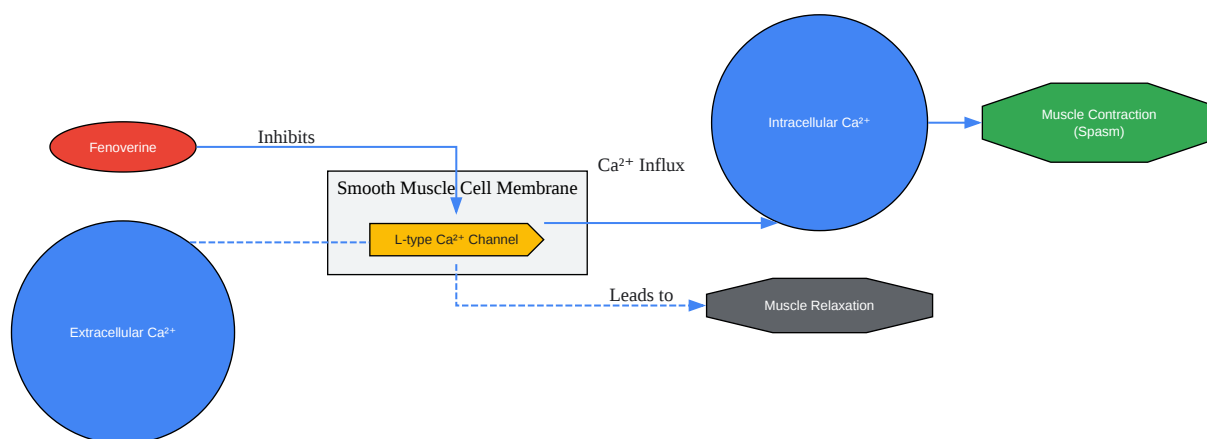 Fenoverine
Inhibits
Smooth Muscle Cell Membrane
L-type Ca²⁺ Channel
Extracellular Ca²⁺
Ca²⁺ Influx
Intracellular Ca²⁺
Muscle Contraction
(Spasm)
Leads to
Muscle Relaxation